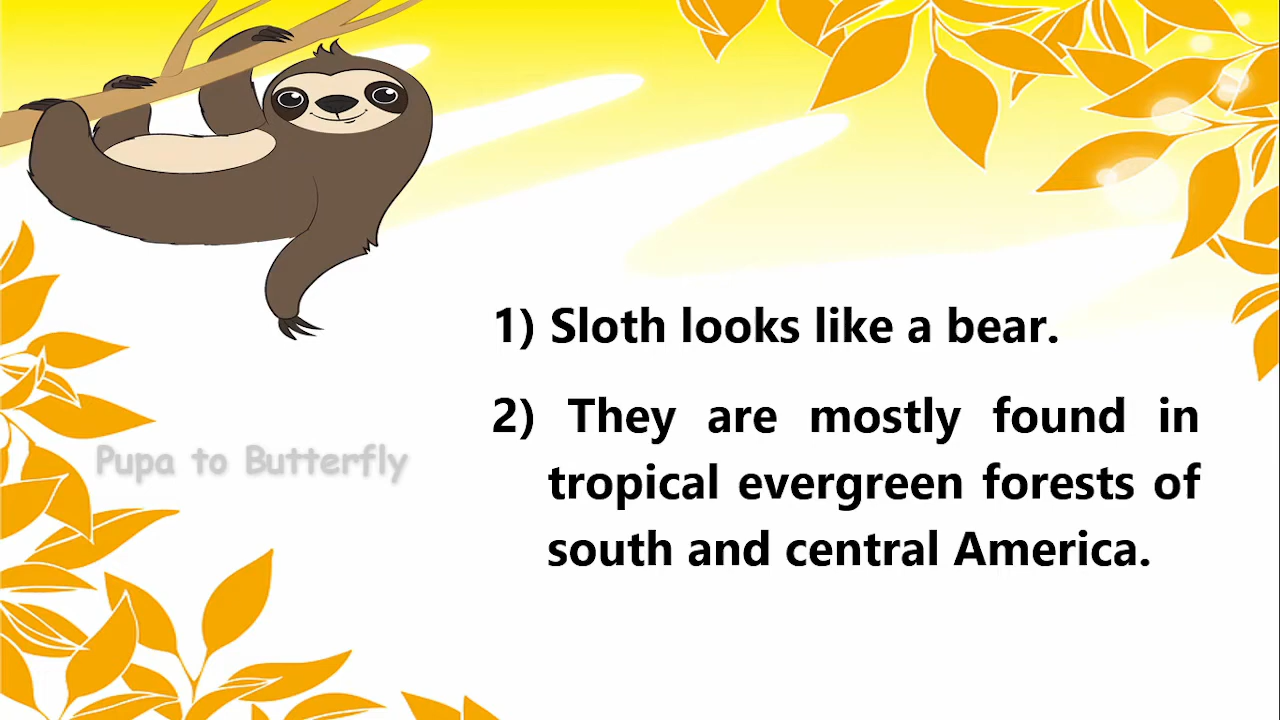 1) Sloth looks like a bear.
2) They are mostly found in
tropical evergreen forests of
Pupa to Butterfly
south and central America.